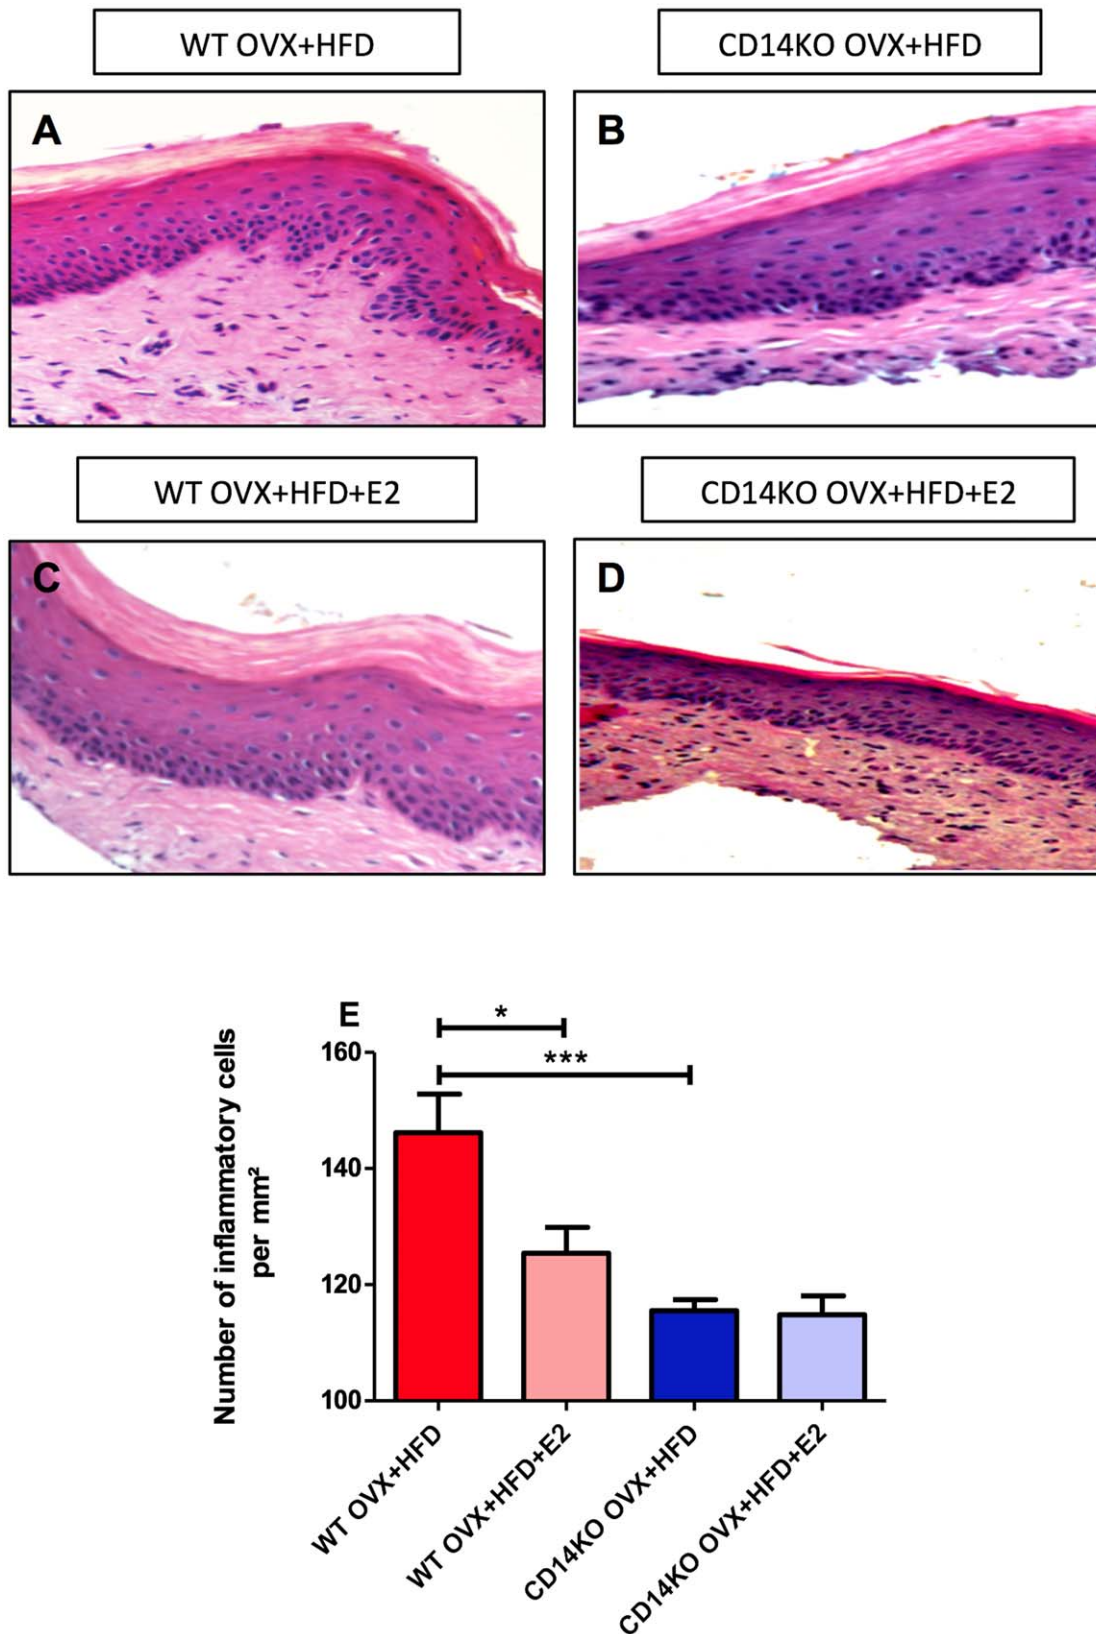 WT OVX+HFD
CD14KO OVX+HFD
A
B
WT OVX+HFD+E2
CD14KO OVX+HFD+E2
C
D
E
*
***
Number of inflammatory cells
per mm²
160
140
120
100
WT OVX+HFD
WT OVX+HFD+E2
CD14KO OVX+HFD
CD14KO OVX+HFD+E2